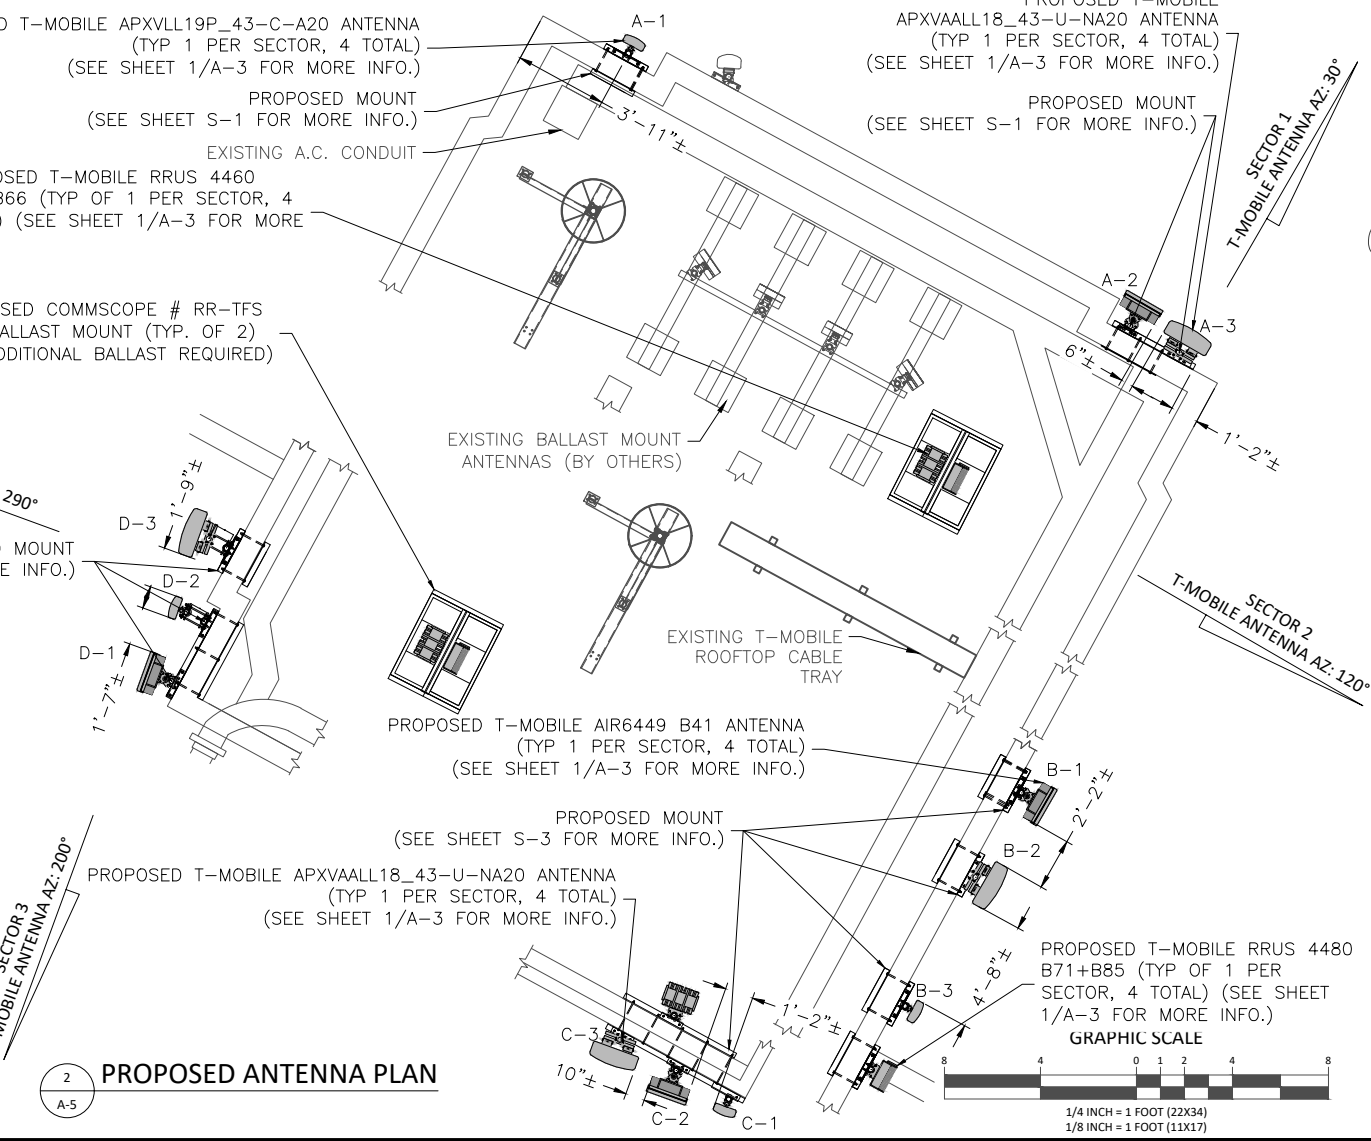 T-MOBILE APXVLL19P_43-C-A20 ANTENNA
(TYP 1 PER SECTOR, 4 TOTAL)
(SEE SHEET 1/A-3 FOR MORE INFO.)
PROPOSED MOUNT
(SEE SHEET S-1 FOR MORE INFO.)
EXISTING A.C. CONDUIT
T-MOBILE RRUS 4460
(TYP OF 1 PER SECTOR, 4
(SEE SHEET 1/A-3 FOR MORE
COMMSCOPE # RR-TFS
BALLAST MOUNT (TYP. OF 2)
BALLAST REQUIRED)
A-1
3'-11"±
T-MOBILE
APXVAALL18_43-U-NA20 ANTENNA
(TYP 1 PER SECTOR, 4 TOTAL)
(SEE SHEET 1/A-3 FOR MORE INFO.)
PROPOSED MOUNT
(SEE SHEET S-1 FOR MORE INFO.)
SECTOR 1
T-MOBILE ANTENNA AZ: 30°
A-2
A-3
6"±
1'-2"±
EXISTING BALLAST MOUNT
ANTENNAS (BY OTHERS)
290°
1'-9"±
D-3
MOUNT
INFO.)
D-2
D-1
1'-7"±
EXISTING T-MOBILE
ROOFTOP CABLE
TRAY
SECTOR 2
T-MOBILE ANTENNA AZ: 120°
PROPOSED T-MOBILE AIR6449 B41 ANTENNA
(TYP 1 PER SECTOR, 4 TOTAL)
(SEE SHEET 1/A-3 FOR MORE INFO.)
B-1
2'-2"±
PROPOSED MOUNT
(SEE SHEET S-3 FOR MORE INFO.)
B-2
PROPOSED T-MOBILE APXVAALL18_43-U-NA20 ANTENNA
(TYP 1 PER SECTOR, 4 TOTAL)
(SEE SHEET 1/A-3 FOR MORE INFO.)
SECTOR 3
ANTENNA AZ: 200°
B-3
4'-8"±
PROPOSED T-MOBILE RRUS 4480
B71+B85 (TYP OF 1 PER
SECTOR, 4 TOTAL) (SEE SHEET
1/A-3 FOR MORE INFO.)
C-3
1'-2"±
10"±
C-2
C-1
2
A-5
PROPOSED ANTENNA PLAN
GRAPHIC SCALE
8 4 0 1 2 4 8
1/4 INCH = 1 FOOT (22X34)
1/8 INCH = 1 FOOT (11X17)